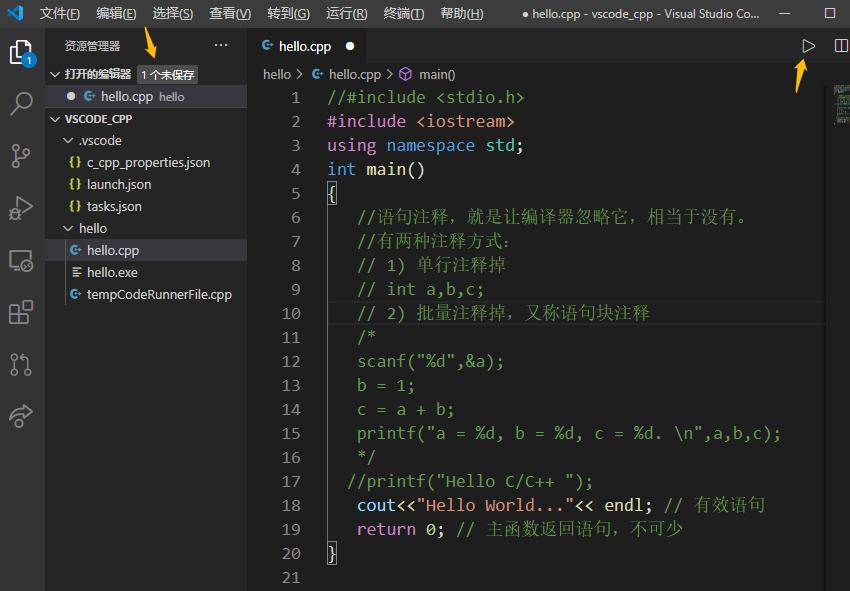 文件(F) 编辑(E) 选择(S) 查看(V) 转到(G) 运行(R) 终端(T) 帮助(H) ● hello.cpp - vscode_cpp - Visual Studio Co...
资源管理器 ···
hello.cpp ●
打开的编辑器 1 个未保存
hello > hello.cpp > main()
● hello.cpp hello
VSCODE_CPP
.vscode
{} c_cpp_properties.json
{} launch.json
{} tasks.json
hello
hello.cpp
hello.exe
tempCodeRunnerFile.cpp
1
1 //#include <stdio.h>
2 #include <iostream>
3 using namespace std;
4 int main()
5 {
6 //语句注释，就是让编译器忽略它，相当于没有。
7 //有两种注释方式：
8 // 1) 单行注释掉
9 // int a,b,c;
10 // 2) 批量注释掉，又称语句块注释
11 /*
12 scanf("%d",&a);
13 b = 1;
14 c = a + b;
15 printf("a = %d, b = %d, c = %d. \n",a,b,c);
16 */
17 //printf("Hello C/C++ ");
18 cout<<"Hello World..."<< endl; // 有效语句
19 return 0; // 主函数返回语句，不可少
20 }
21